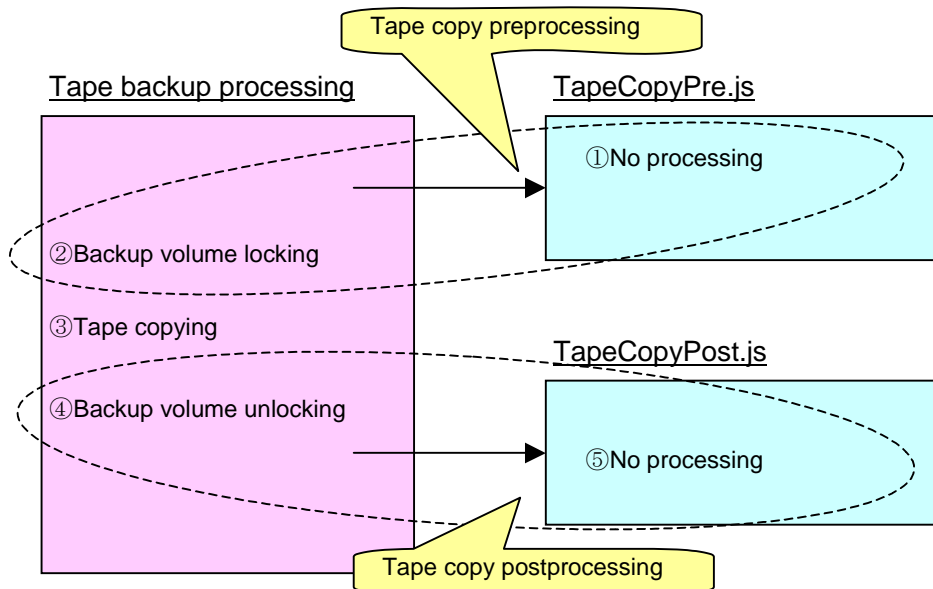 Tape copy preprocessing
Tape backup processing
TapeCopyPre.js
①No processing
②Backup volume locking
③Tape copying
TapeCopyPost.js
④Backup volume unlocking
⑤No processing
Tape copy postprocessing